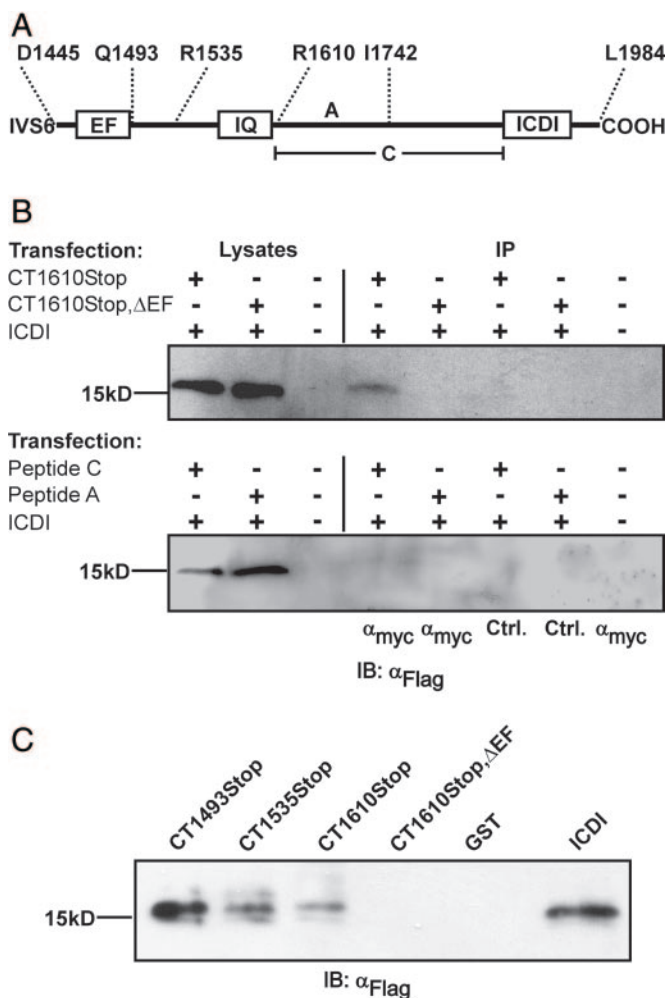 A
D1445 Q1493 R1535 R1610 I1742 L1984
IVS6 EF IQ A ICDI COOH
C
B
Transfection: Lysates IP
CT1610Stop + - - + - + - -
CT1610Stop,ΔEF - + - - + - + -
ICDI + + - + + + + -
15kD
Transfection:
Peptide C + - - + - + - -
Peptide A - + - - + - + -
ICDI + + - + + + + -
15kD
αmyc αmyc Ctrl. Ctrl. αmyc
IB: αFlag
C
CT1493Stop CT1535Stop CT1610Stop CT1610Stop,ΔEF GST ICDI
15kD
IB: αFlag